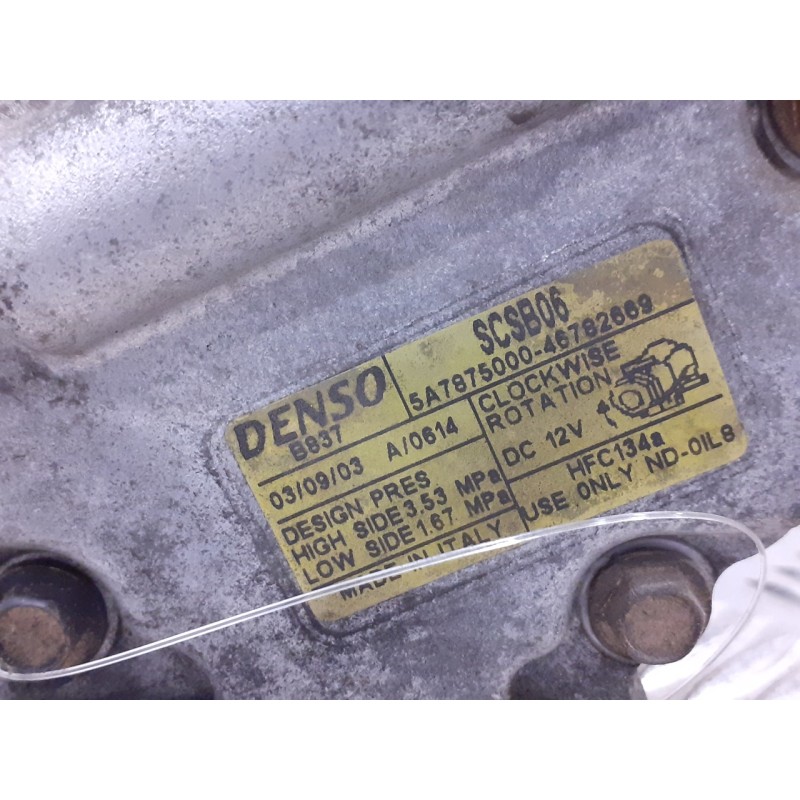 DENSO
B837
SCSB06
5A7875000-46782669
03/09/03 A/0614
CLOCKWISE
ROTATION
DC 12V
DESIGN PRES
HIGH SIDE 3,53 MPa
LOW SIDE 1,67 MPa
MADE IN ITALY
HFC134a
USE ONLY ND-OIL8